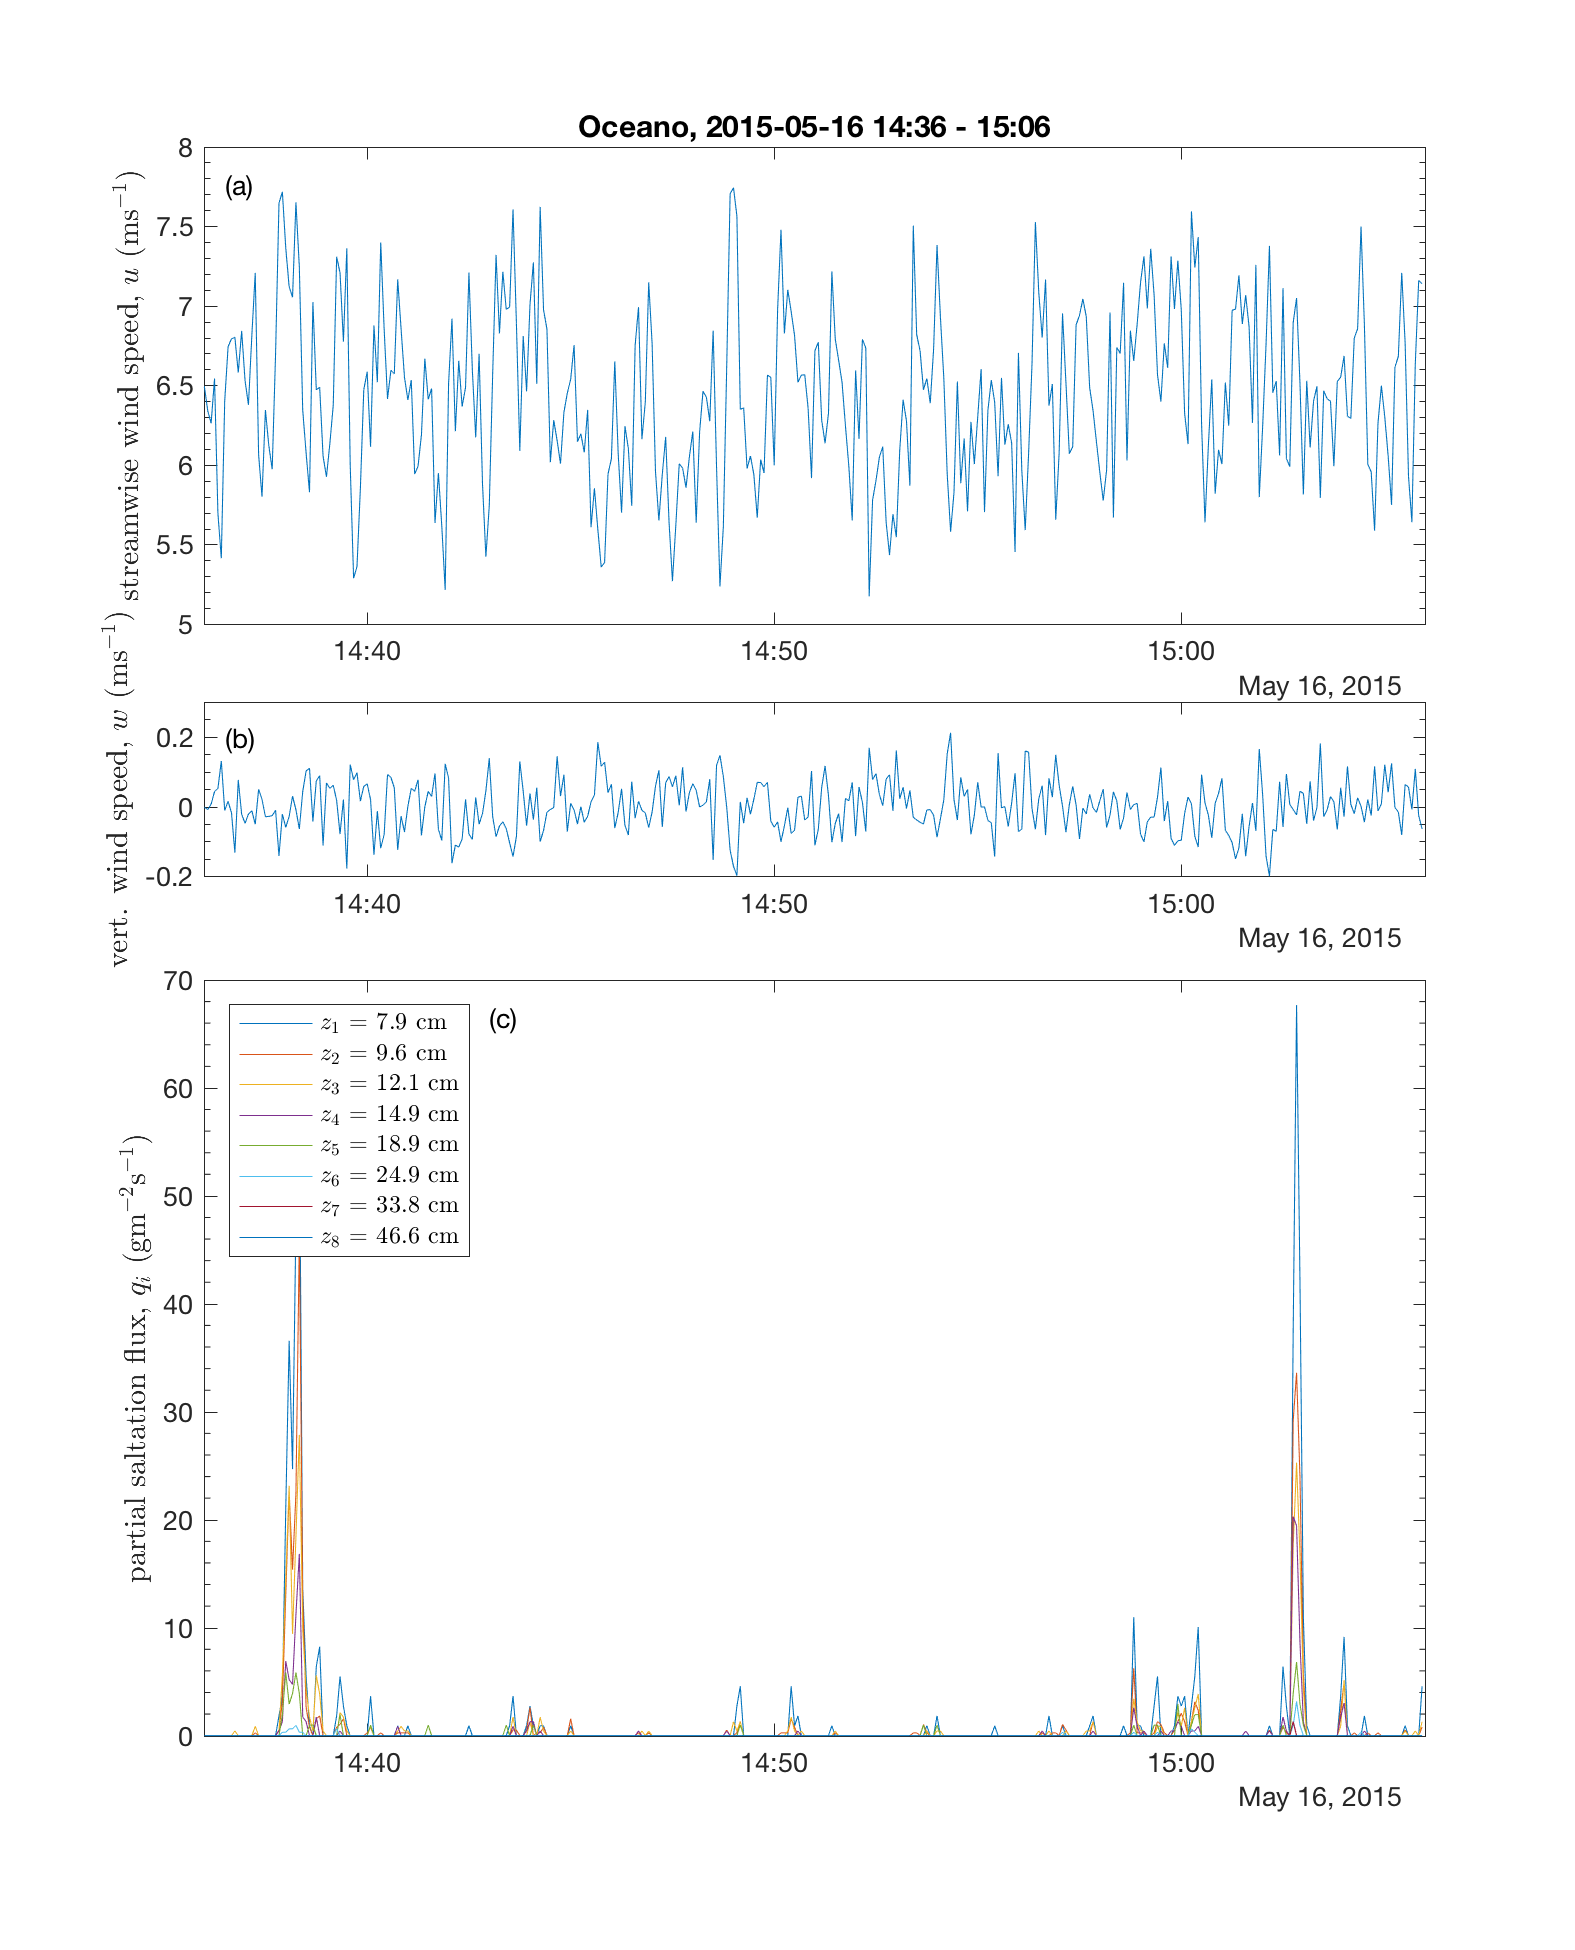 Oceano, 2015-05-16 14:36 - 15:06
(a)
streamwise wind speed, u (ms⁻¹)
8
7.5
7
6.5
6
5.5
5
14:40 14:50 15:00
May 16, 2015
(b)
vert. wind speed, w (ms⁻¹)
0.2
0
-0.2
14:40 14:50 15:00
May 16, 2015
(c)
partial saltation flux, qᵢ (gm⁻²s⁻¹)
70
60
50
40
30
20
10
0
z₁ = 7.9 cm
z₂ = 9.6 cm
z₃ = 12.1 cm
z₄ = 14.9 cm
z₅ = 18.9 cm
z₆ = 24.9 cm
z₇ = 33.8 cm
z₈ = 46.6 cm
14:40 14:50 15:00
May 16, 2015